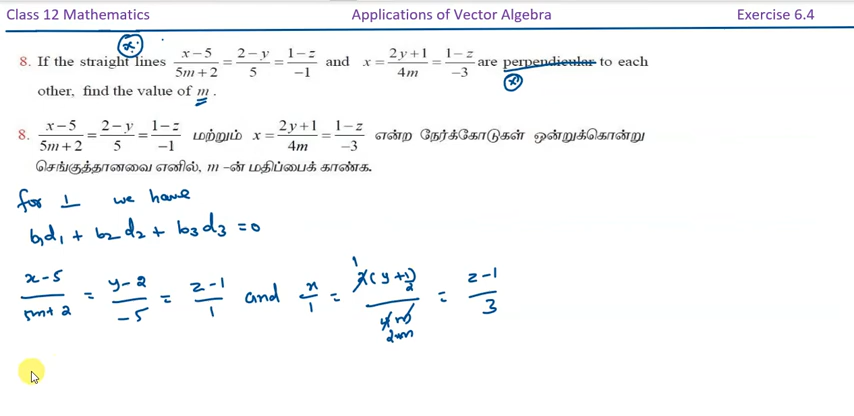 Class 12 Mathematics Applications of Vector Algebra Exercise 6.4
8. If the straight lines (x−5)/(5m+2) = (2−y)/5 = (1−z)/−1 and x = (2y+1)/4m = (1−z)/−3 are perpendicular to each
other, find the value of m .
8. (x−5)/(5m+2) = (2−y)/5 = (1−z)/−1 மற்றும் x = (2y+1)/4m = (1−z)/−3 என்ற நேர்க்கோடுகள் ஒன்றுக்கொன்று
செங்குத்தானவை எனில், m −ன் மதிப்பைக் காண்க.
for ⊥ we have
b₁d₁ + b₂d₂ + b₃d₃ = 0
(x−5)/(5m+2) = (y−2)/−5 = (z−1)/1 and x/1 = 2(y+1/2)/4m 2m = (z−1)/3